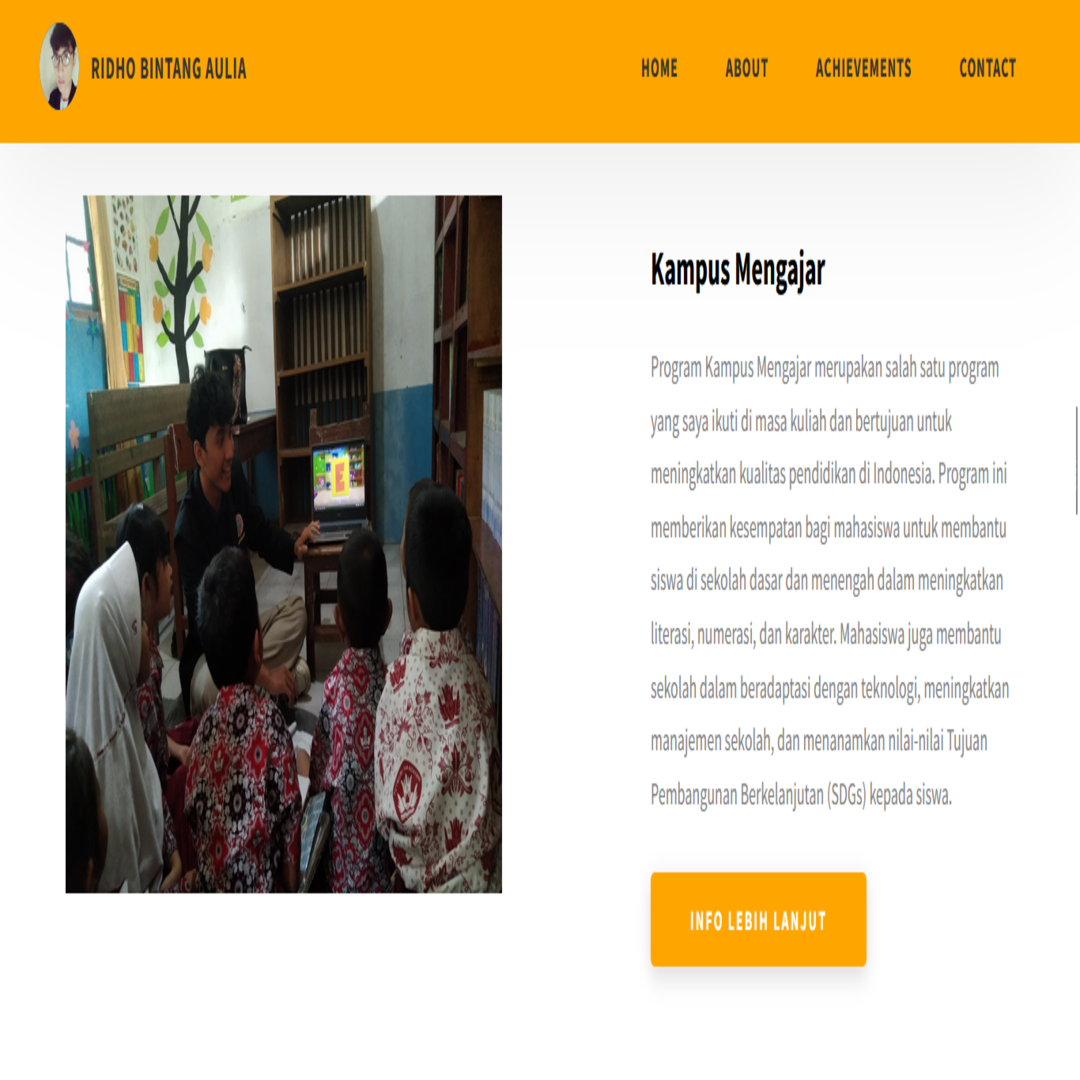 RIDHO BINTANG AULIA
HOME ABOUT ACHIEVEMENTS CONTACT
E
Kampus Mengajar
Program Kampus Mengajar merupakan salah satu program
yang saya ikuti di masa kuliah dan bertujuan untuk
meningkatkan kualitas pendidikan di Indonesia. Program ini
memberikan kesempatan bagi mahasiswa untuk membantu
siswa di sekolah dasar dan menengah dalam meningkatkan
literasi, numerasi, dan karakter. Mahasiswa juga membantu
sekolah dalam beradaptasi dengan teknologi, meningkatkan
manajemen sekolah, dan menanamkan nilai-nilai Tujuan
Pembangunan Berkelanjutan (SDGs) kepada siswa.
INFO LEBIH LANJUT